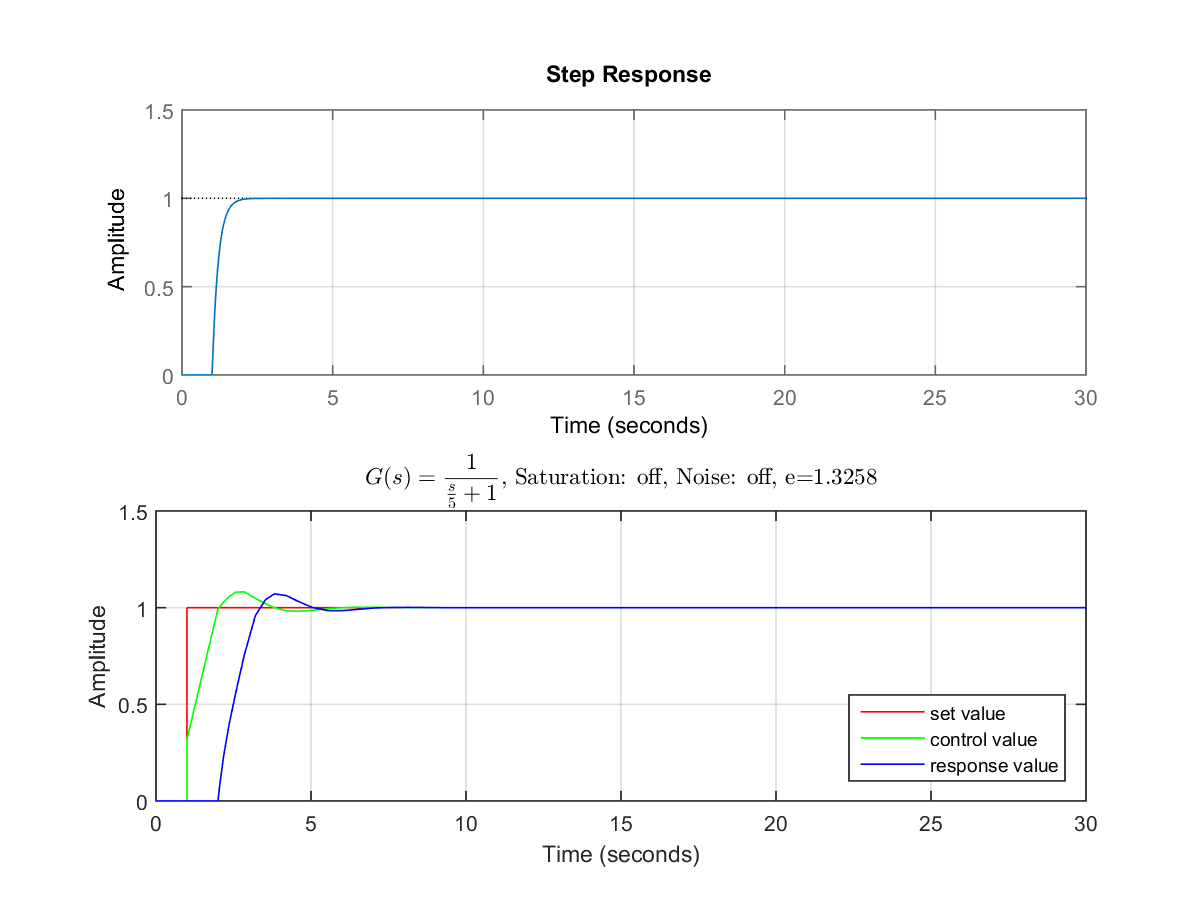 Step Response
1.5
1
0.5
0
Amplitude
0 5 10 15 20 25 30
Time (seconds)
G(s) = \frac{1}{\frac{s}{5}+1}, Saturation: off, Noise: off, e=1.3258
1.5
1
0.5
0
Amplitude
set value
control value
response value
0 5 10 15 20 25 30
Time (seconds)